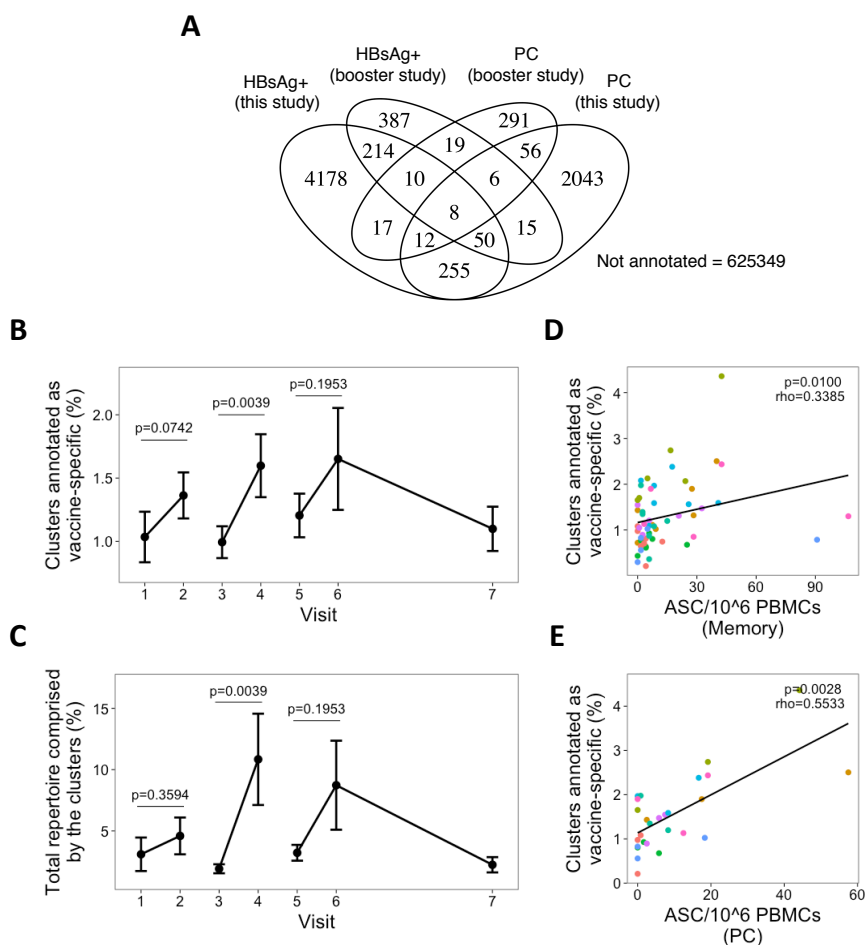 A
HBsAg+
(this study)
HBsAg+
(booster study)
PC
(booster study)
PC
(this study)
387
291
214
19
56
4178
10
6
2043
8
17
12
50
15
255
Not annotated = 625349
B
Clusters annotated as
vaccine-specific (%)
2.0
1.5
1.0
p=0.0742
p=0.0039
p=0.1953
1 2 3 4 5 6 7
Visit
C
Total repertoire comprised
by the clusters (%)
15
10
5
p=0.3594
p=0.0039
p=0.1953
1 2 3 4 5 6 7
Visit
D
Clusters annotated as
vaccine-specific (%)
4
3
2
1
0
p=0.0100
rho=0.3385
0 30 60 90
ASC/10^6 PBMCs
(Memory)
E
Clusters annotated as
vaccine-specific (%)
4
3
2
1
0
p=0.0028
rho=0.5533
0 20 40 60
ASC/10^6 PBMCs
(PC)